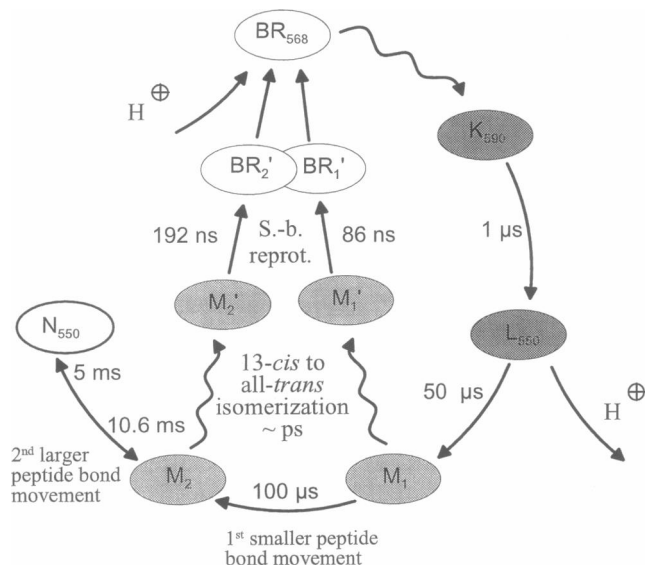 BR568
H ⊕
K590
BR2' BR1'
192 ns
S.-b.
reprot.
86 ns
1 µs
M2' M1'
N550
L550
5 ms
13-cis to
all-trans
isomerization
~ ps
50 µs
H ⊕
10.6 ms
2nd larger
peptide bond
movement
M2
100 µs
M1
1st smaller peptide
bond movement